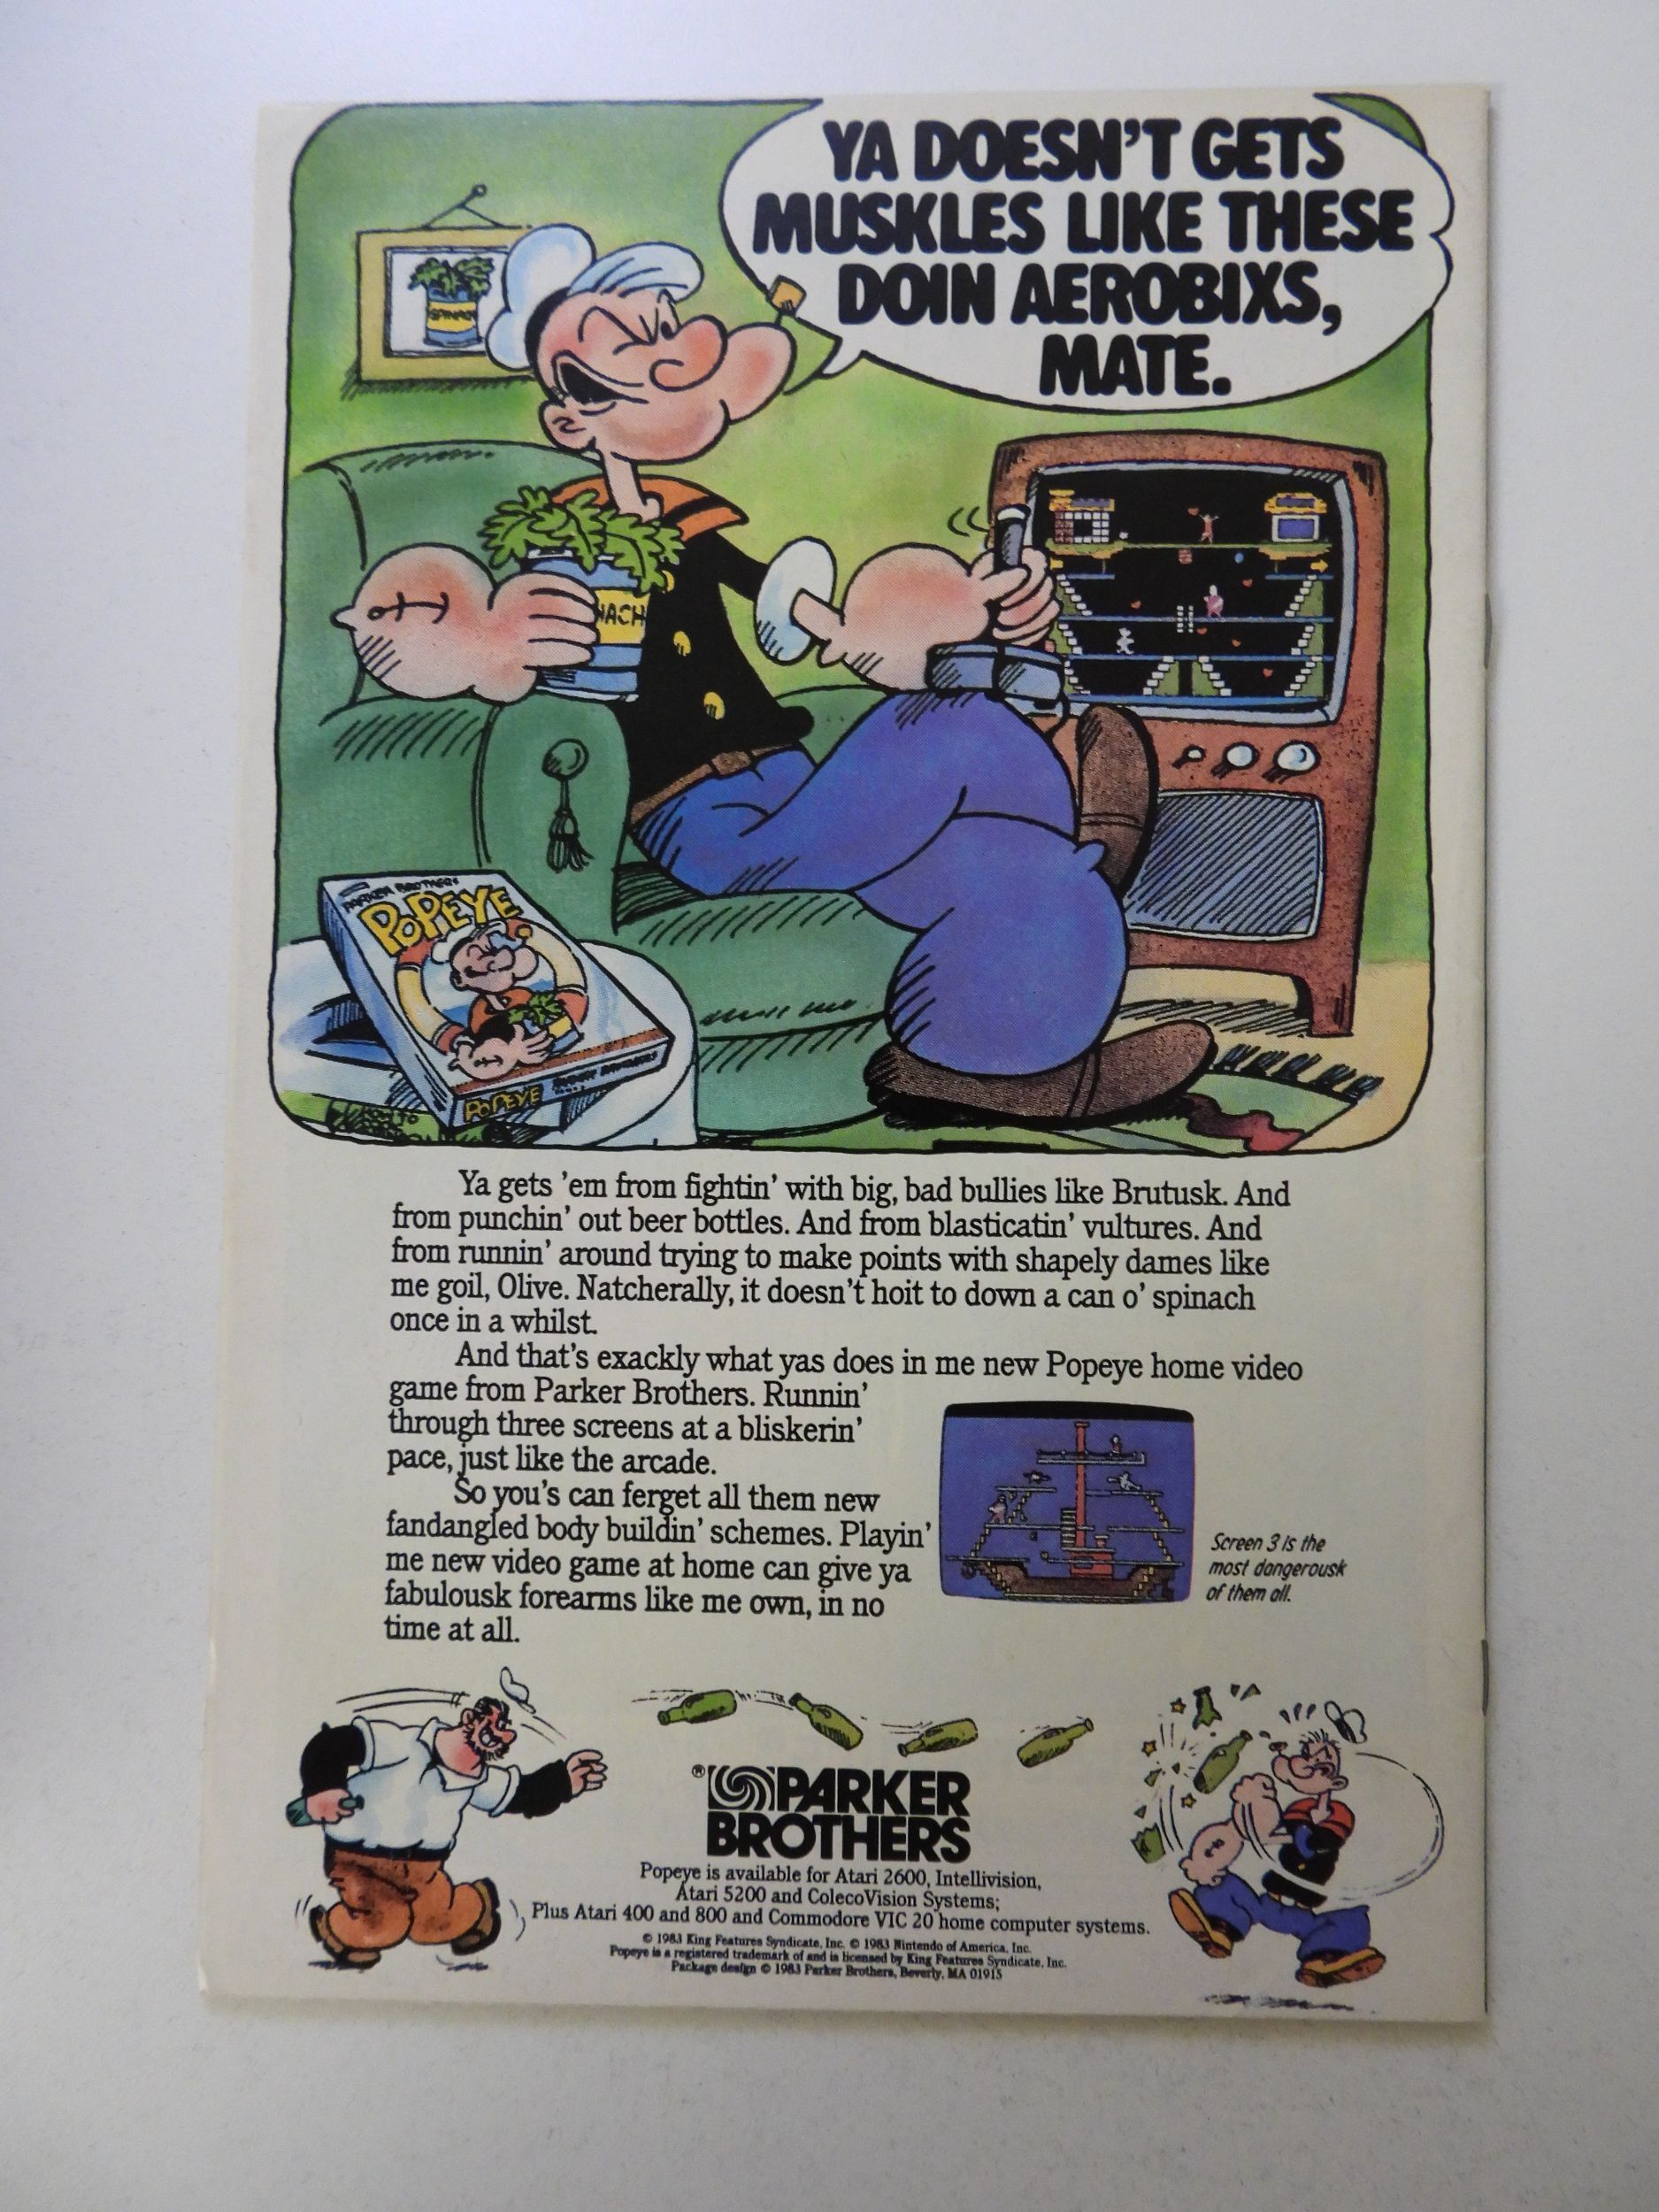 YA DOESN'T GETS
MUSKLES LIKE THESE
DOIN AEROBIXS,
MATE.
SPINACH
NACH
PARKER BROTHERS
POPEYE
POPEYE
Ya gets 'em from fightin' with big, bad bullies like Brutusk. And
from punchin' out beer bottles. And from blasticatin' vultures. And
from runnin' around trying to make points with shapely dames like
me goil, Olive. Natcherally, it doesn't hoit to down a can o' spinach
once in a whilst.
And that's exackly what yas does in me new Popeye home video
game from Parker Brothers. Runnin'
through three screens at a bliskerin'
pace, just like the arcade.
So you's can ferget all them new
fandangled body buildin' schemes. Playin'
me new video game at home can give ya
fabulousk forearms like me own, in no
time at all.
Screen 3 is the
most dangerousk
of them all.
® PARKER
BROTHERS
Popeye is available for Atari 2600, Intellivision,
Atari 5200 and ColecoVision Systems;
Plus Atari 400 and 800 and Commodore VIC 20 home computer systems.
© 1983 King Features Syndicate, Inc. © 1983 Nintendo of America, Inc.
Popeye is a registered trademark of and is licensed by King Features Syndicate, Inc.
Package design © 1983 Parker Brothers, Beverly, MA 01915